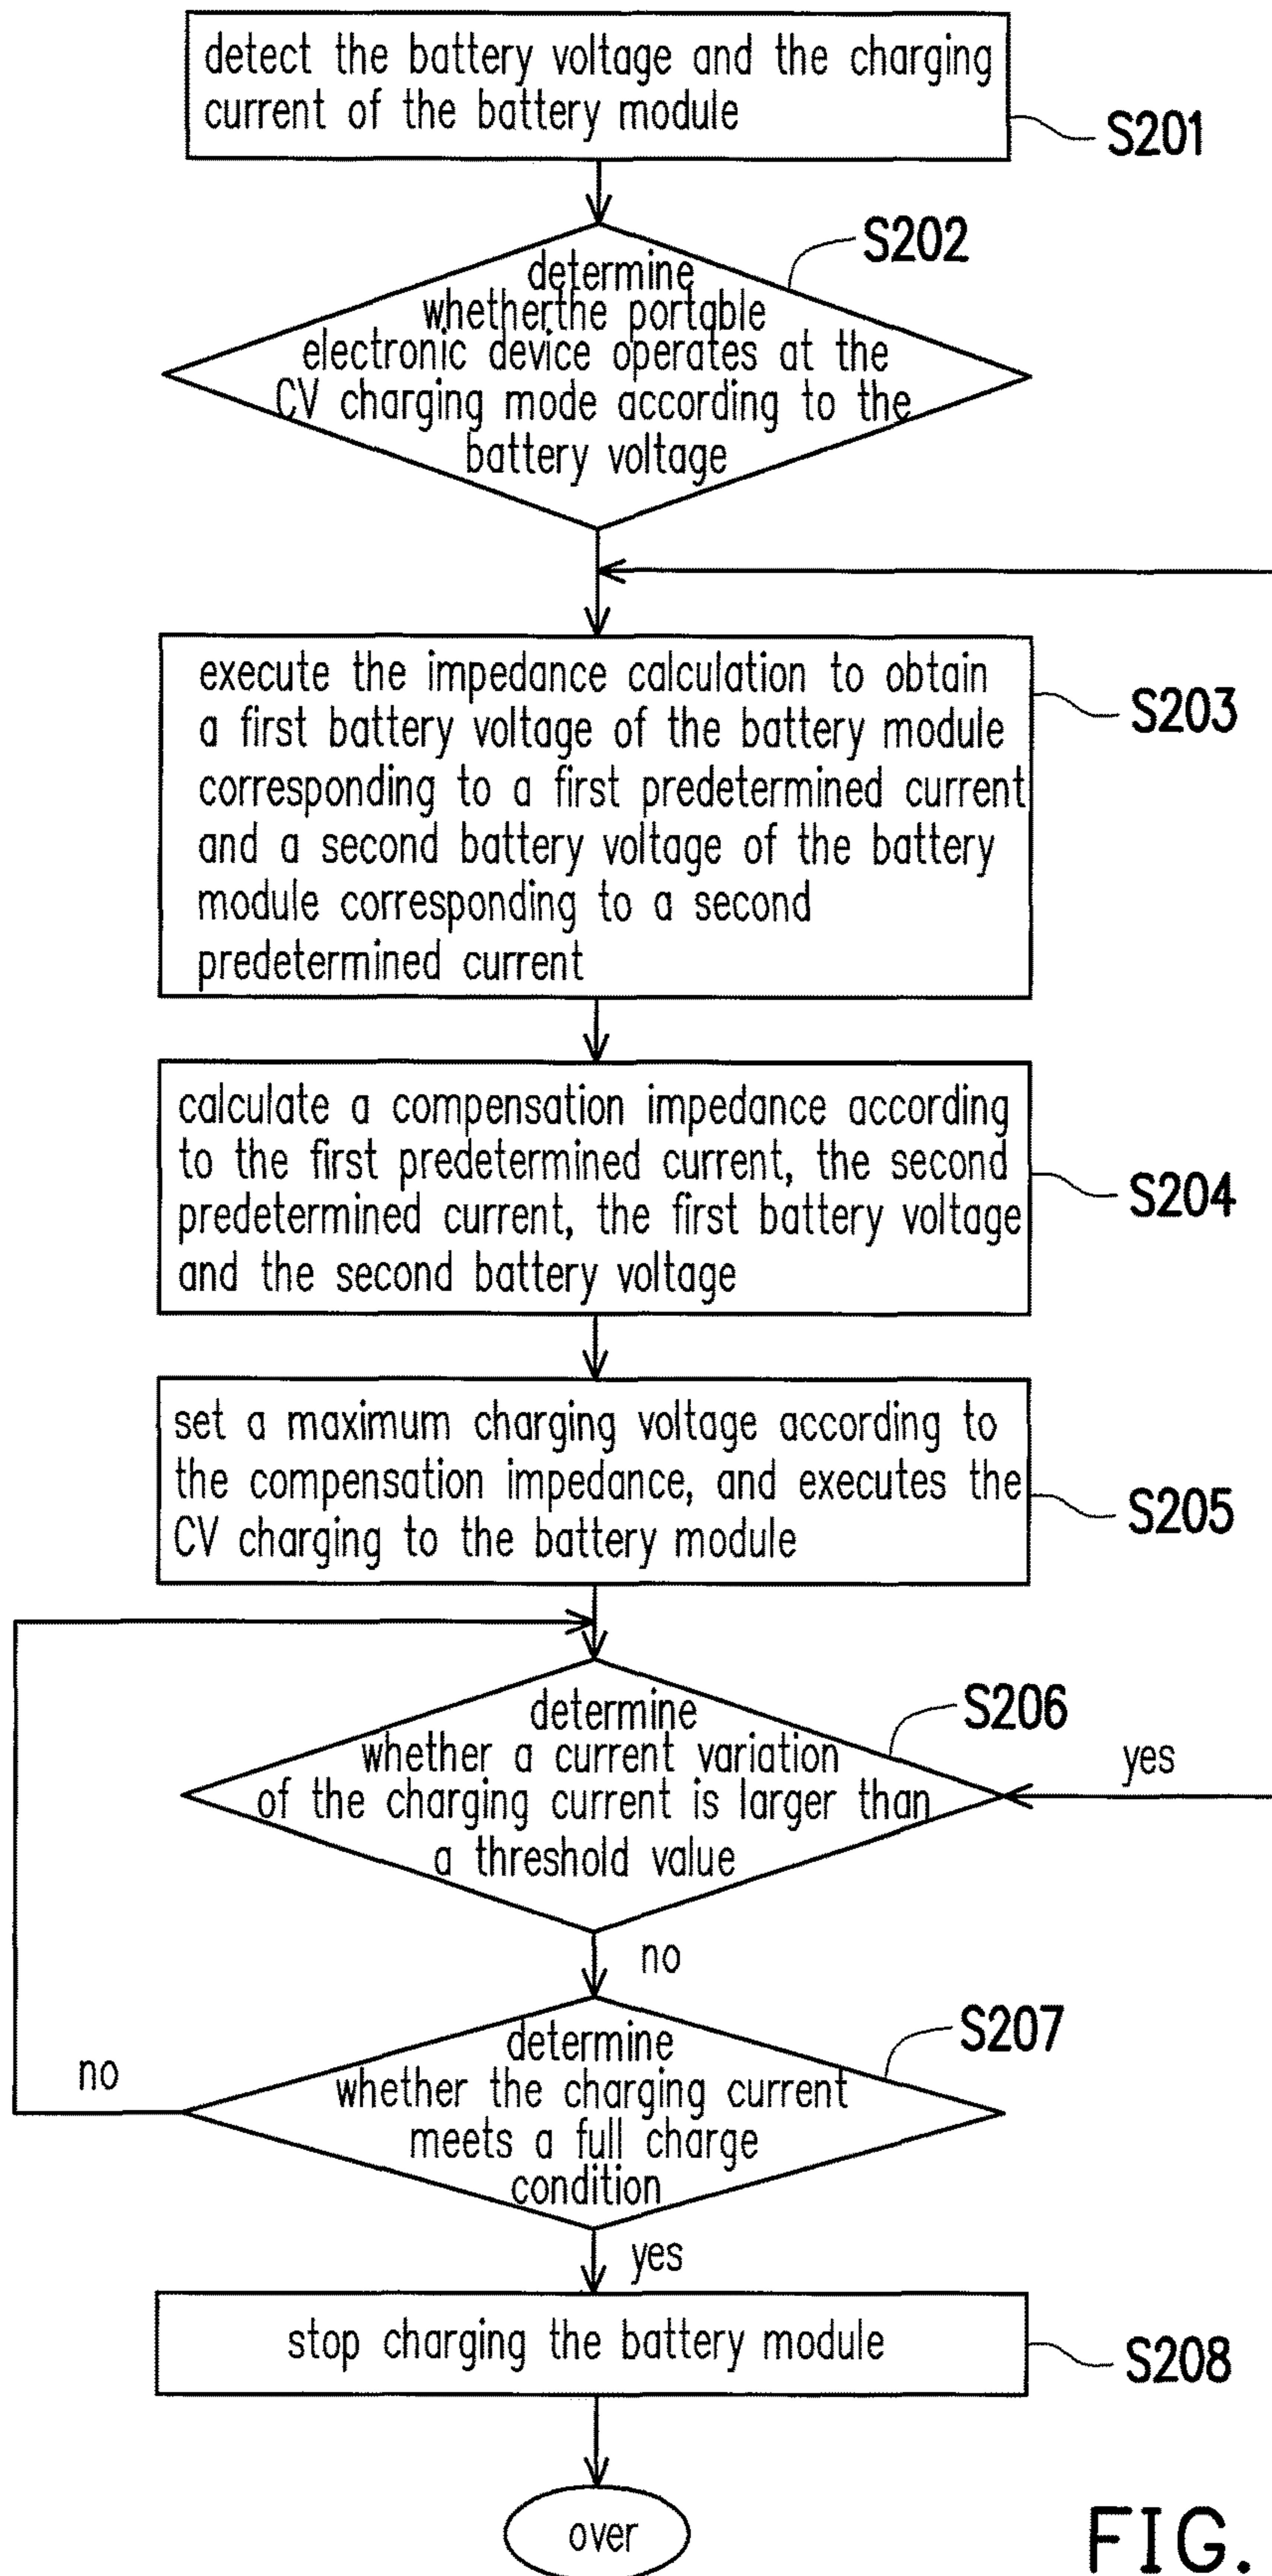 detect the battery voltage and the charging
current of the battery module
S201
S202
determine
whetherthe portable
electronic device operates at the
CV charging mode according to the
battery voltage
execute the impedance calculation to obtain
a first battery voltage of the battery module
corresponding to a first predetermined current
and a second battery voltage of the battery
module corresponding to a second
predetermined current
S203
calculate a compensation impedance according
to the first predetermined current, the second
predetermined current, the first battery voltage
and the second battery voltage
S204
set a maximum charging voltage according to
the compensation impedance, and executes the
CV charging to the battery module
S205
determine
whether a current variation
of the charging current is larger than
a threshold value
S206
yes
no
determine
whether the charging current
meets a full charge
condition
S207
no
yes
stop charging the battery module
S208
over
FIG.